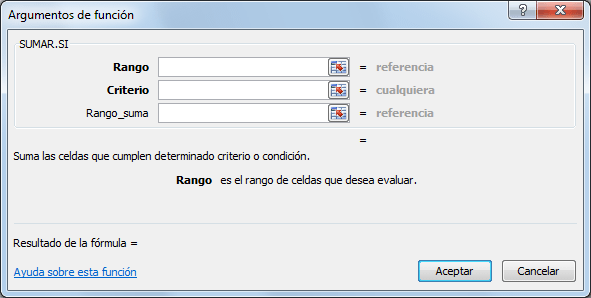 Argumentos de función
SUMAR.SI
Rango = referencia
Criterio = cualquiera
Rango_suma = referencia
=
Suma las celdas que cumplen determinado criterio o condición.
Rango es el rango de celdas que desea evaluar.
Resultado de la fórmula =
Ayuda sobre esta función
Aceptar Cancelar